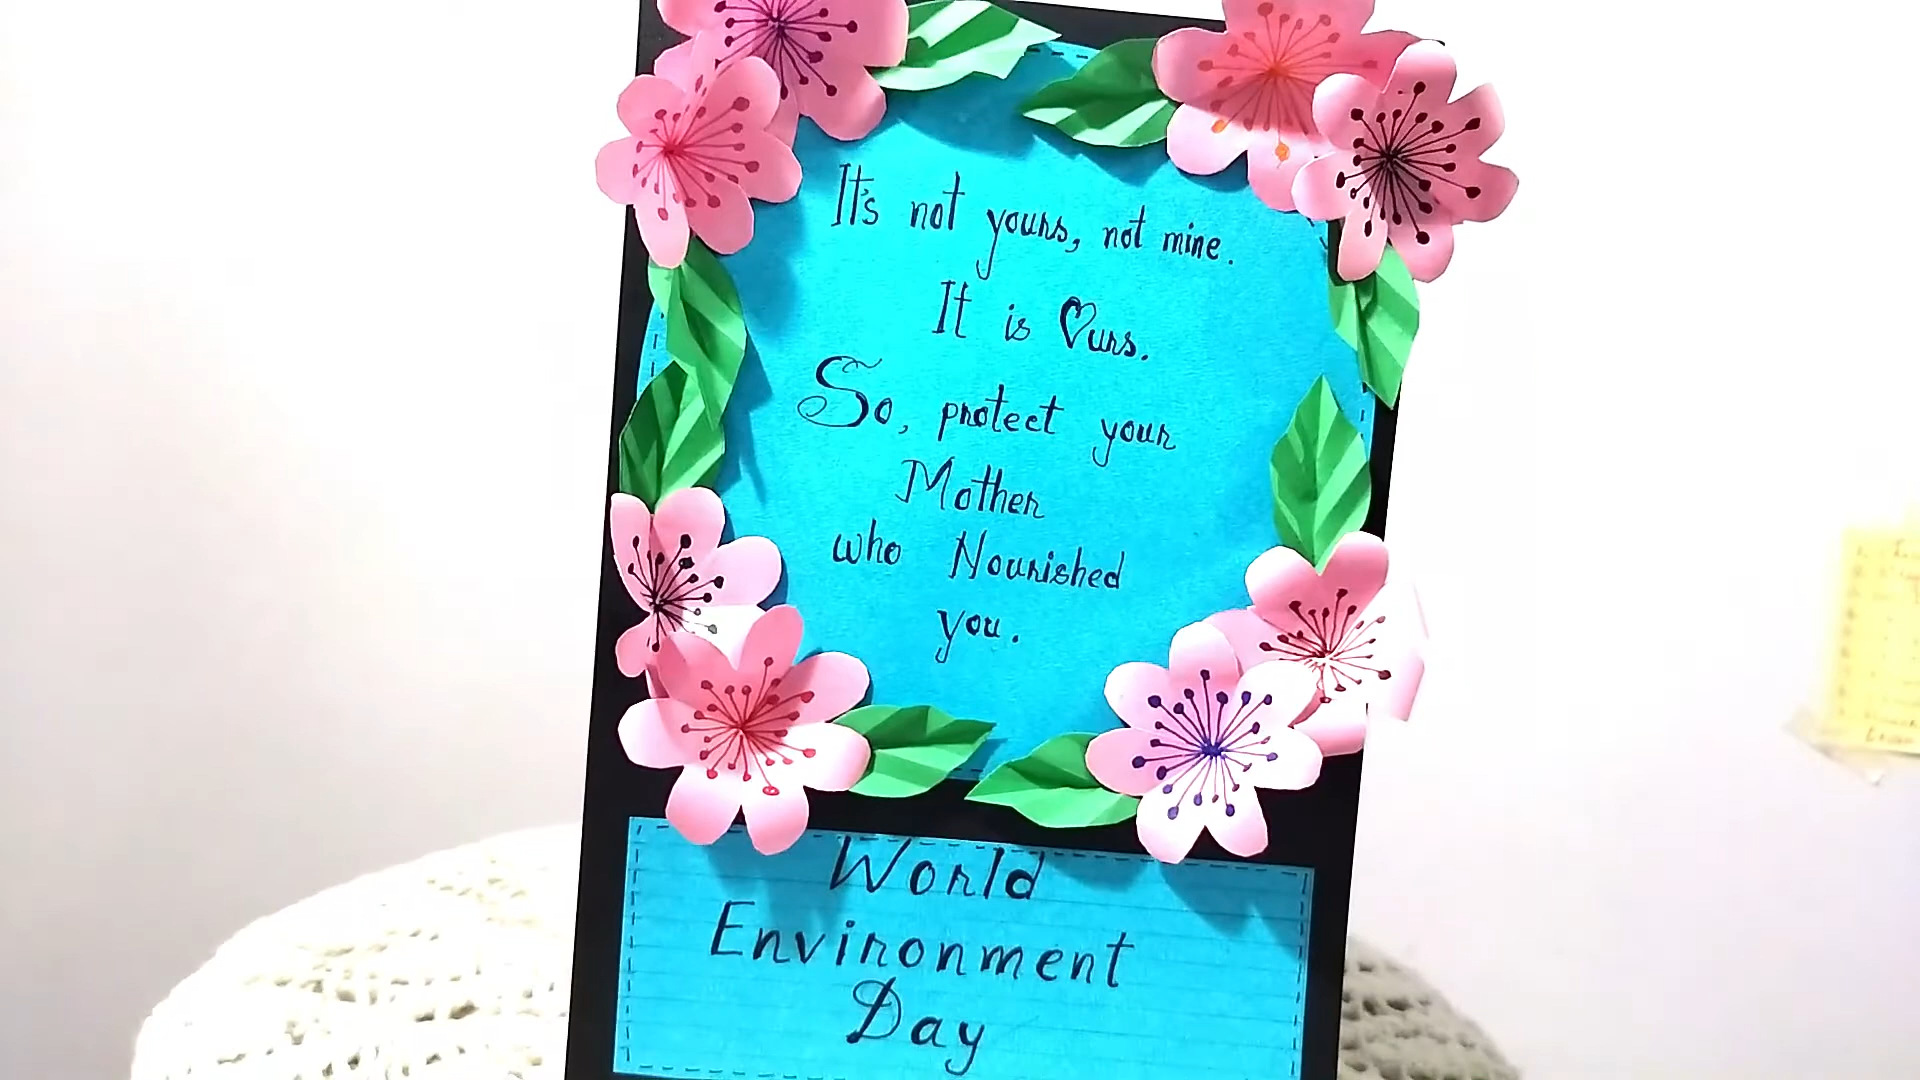 It's not yours, not mine.
It is Ours.
So, protect your
Mother
who Nourished
you.
World
Environment
Day